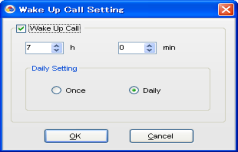 Wake Up Call Setting
Wake Up Call
7 h 0 min
Daily Setting
Once Daily
OK Cancel